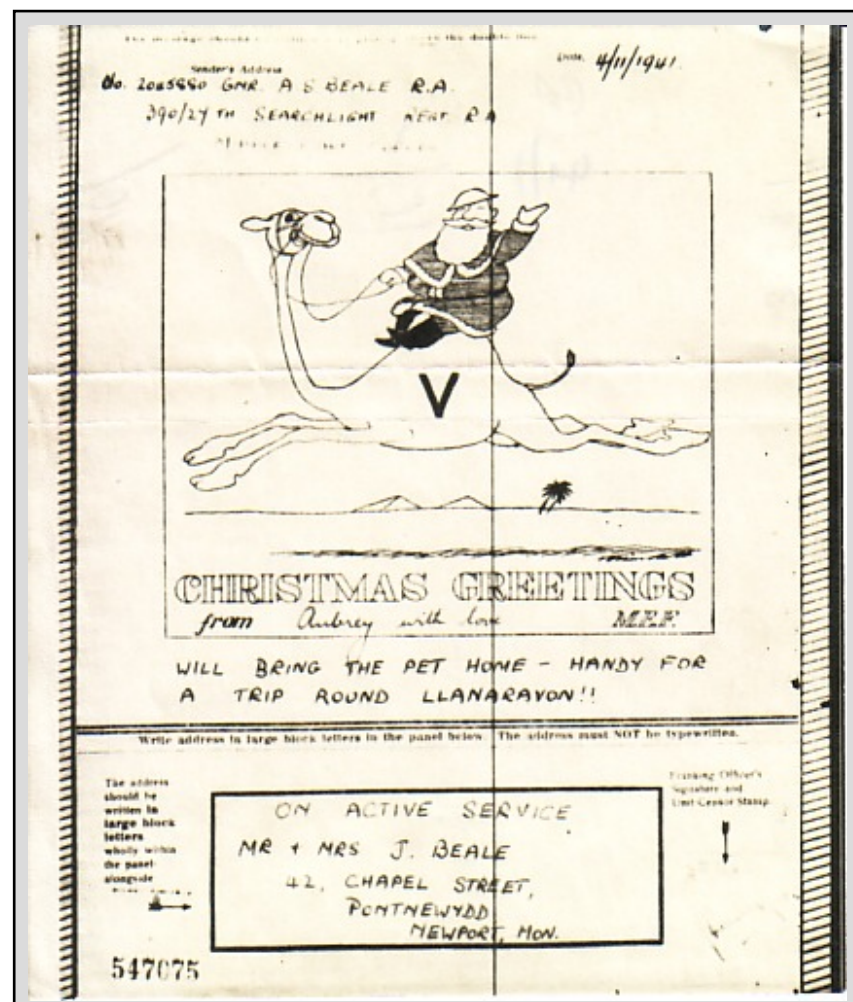 Date, 4/11/1941.
Sender's Address
No. 2045880 GNR. A S BEALE R.A.
390/27TH SEARCHLIGHT REGT. R A
V
CHRISTMAS GREETINGS
from Aubrey with love M.E.F.
WILL BRING THE PET HOME - HANDY FOR
A TRIP ROUND LLANARAVON!!
Write address in large block letters in the panel below. The address must NOT be typewritten.
The address
should be
written in
large block
letters
wholly within
the panel
alongside
ON ACTIVE SERVICE
MR + MRS J. BEALE
42, CHAPEL STREET,
PONTNEWYDD
NEWPORT, MON.
Franking Officer's
Signature and
Unit Censor Stamp.
547075